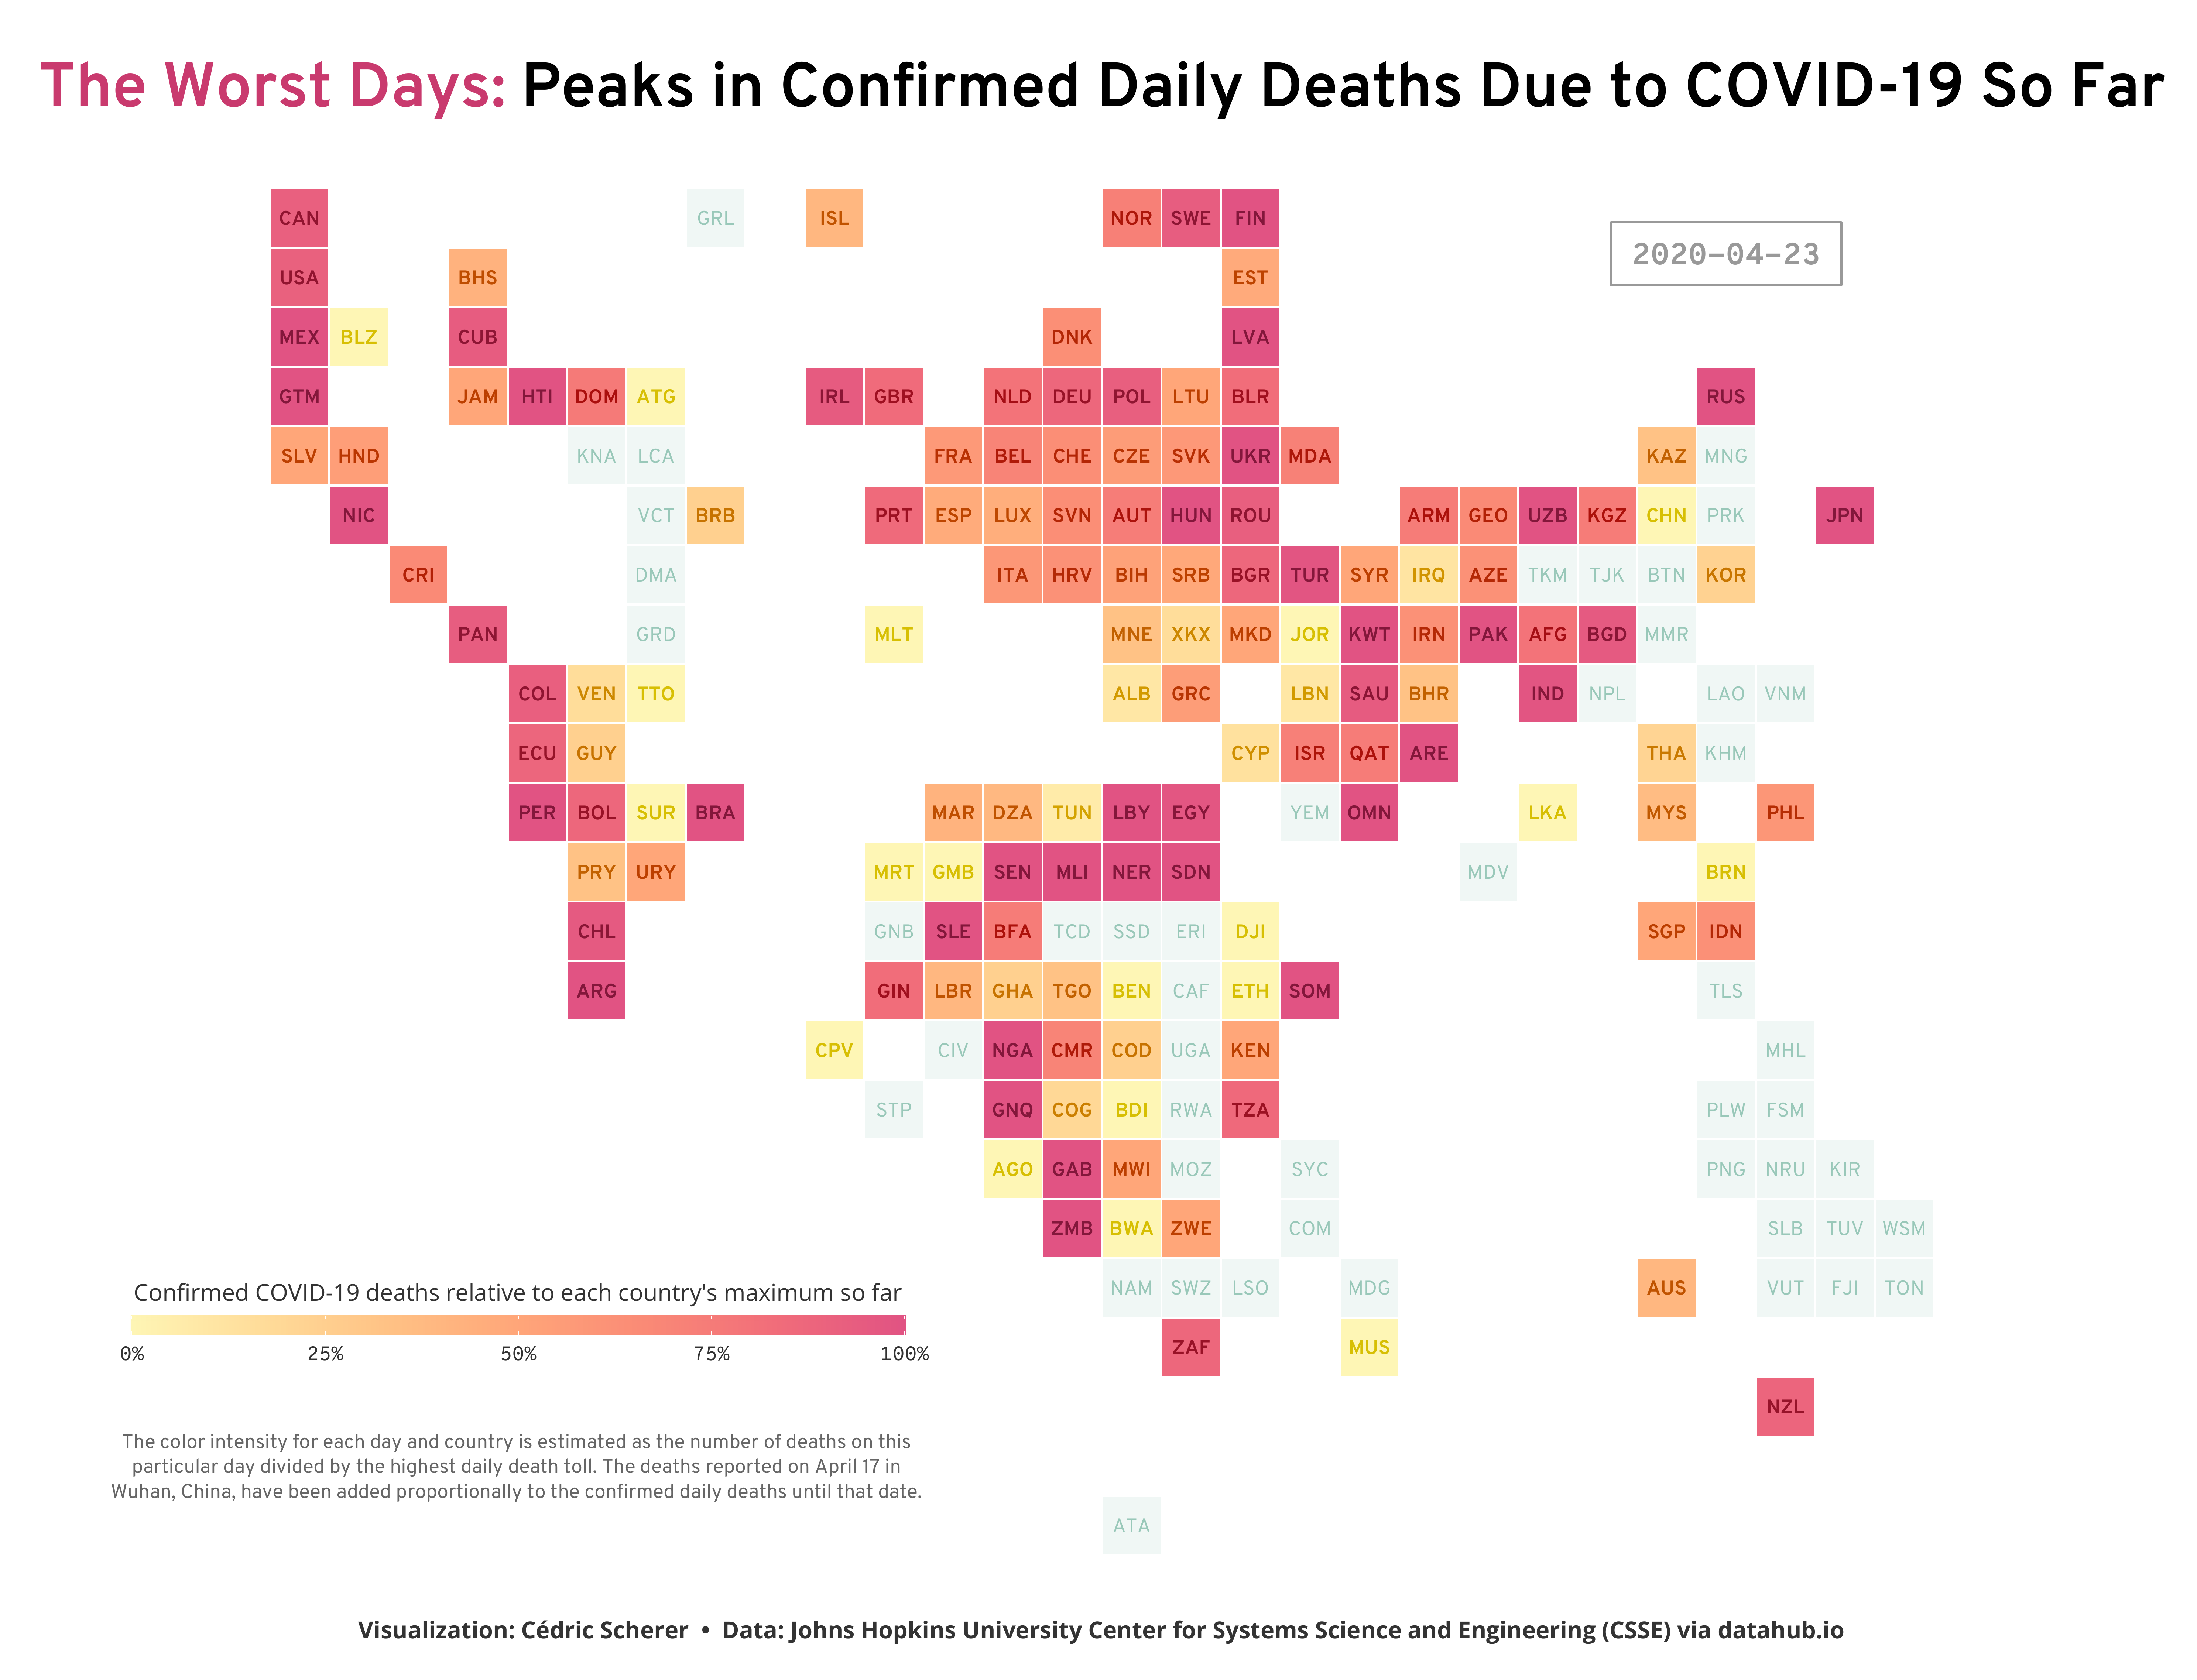 The Worst Days: Peaks in Confirmed Daily Deaths Due to COVID-19 So Far
CAN GRL ISL NOR SWE FIN
2020-04-23
USA BHS EST
MEX BLZ CUB DNK LVA
GTM JAM HTI DOM ATG IRL GBR NLD DEU POL LTU BLR RUS
SLV HND KNA LCA FRA BEL CHE CZE SVK UKR MDA KAZ MNG
NIC VCT BRB PRT ESP LUX SVN AUT HUN ROU ARM GEO UZB KGZ CHN PRK JPN
CRI DMA ITA HRV BIH SRB BGR TUR SYR IRQ AZE TKM TJK BTN KOR
PAN GRD MLT MNE XKX MKD JOR KWT IRN PAK AFG BGD MMR
COL VEN TTO ALB GRC LBN SAU BHR IND NPL LAO VNM
ECU GUY CYP ISR QAT ARE THA KHM
PER BOL SUR BRA MAR DZA TUN LBY EGY YEM OMN LKA MYS PHL
PRY URY MRT GMB SEN MLI NER SDN MDV BRN
CHL GNB SLE BFA TCD SSD ERI DJI SGP IDN
ARG GIN LBR GHA TGO BEN CAF ETH SOM TLS
CPV CIV NGA CMR COD UGA KEN MHL
STP GNQ COG BDI RWA TZA PLW FSM
AGO GAB MWI MOZ SYC PNG NRU KIR
ZMB BWA ZWE COM SLB TUV WSM
NAM SWZ LSO MDG AUS VUT FJI TON
ZAF MUS
NZL
ATA
Confirmed COVID-19 deaths relative to each country's maximum so far
0% 25% 50% 75% 100%
The color intensity for each day and country is estimated as the number of deaths on this
particular day divided by the highest daily death toll. The deaths reported on April 17 in
Wuhan, China, have been added proportionally to the confirmed daily deaths until that date.
Visualization: Cédric Scherer • Data: Johns Hopkins University Center for Systems Science and Engineering (CSSE) via datahub.io